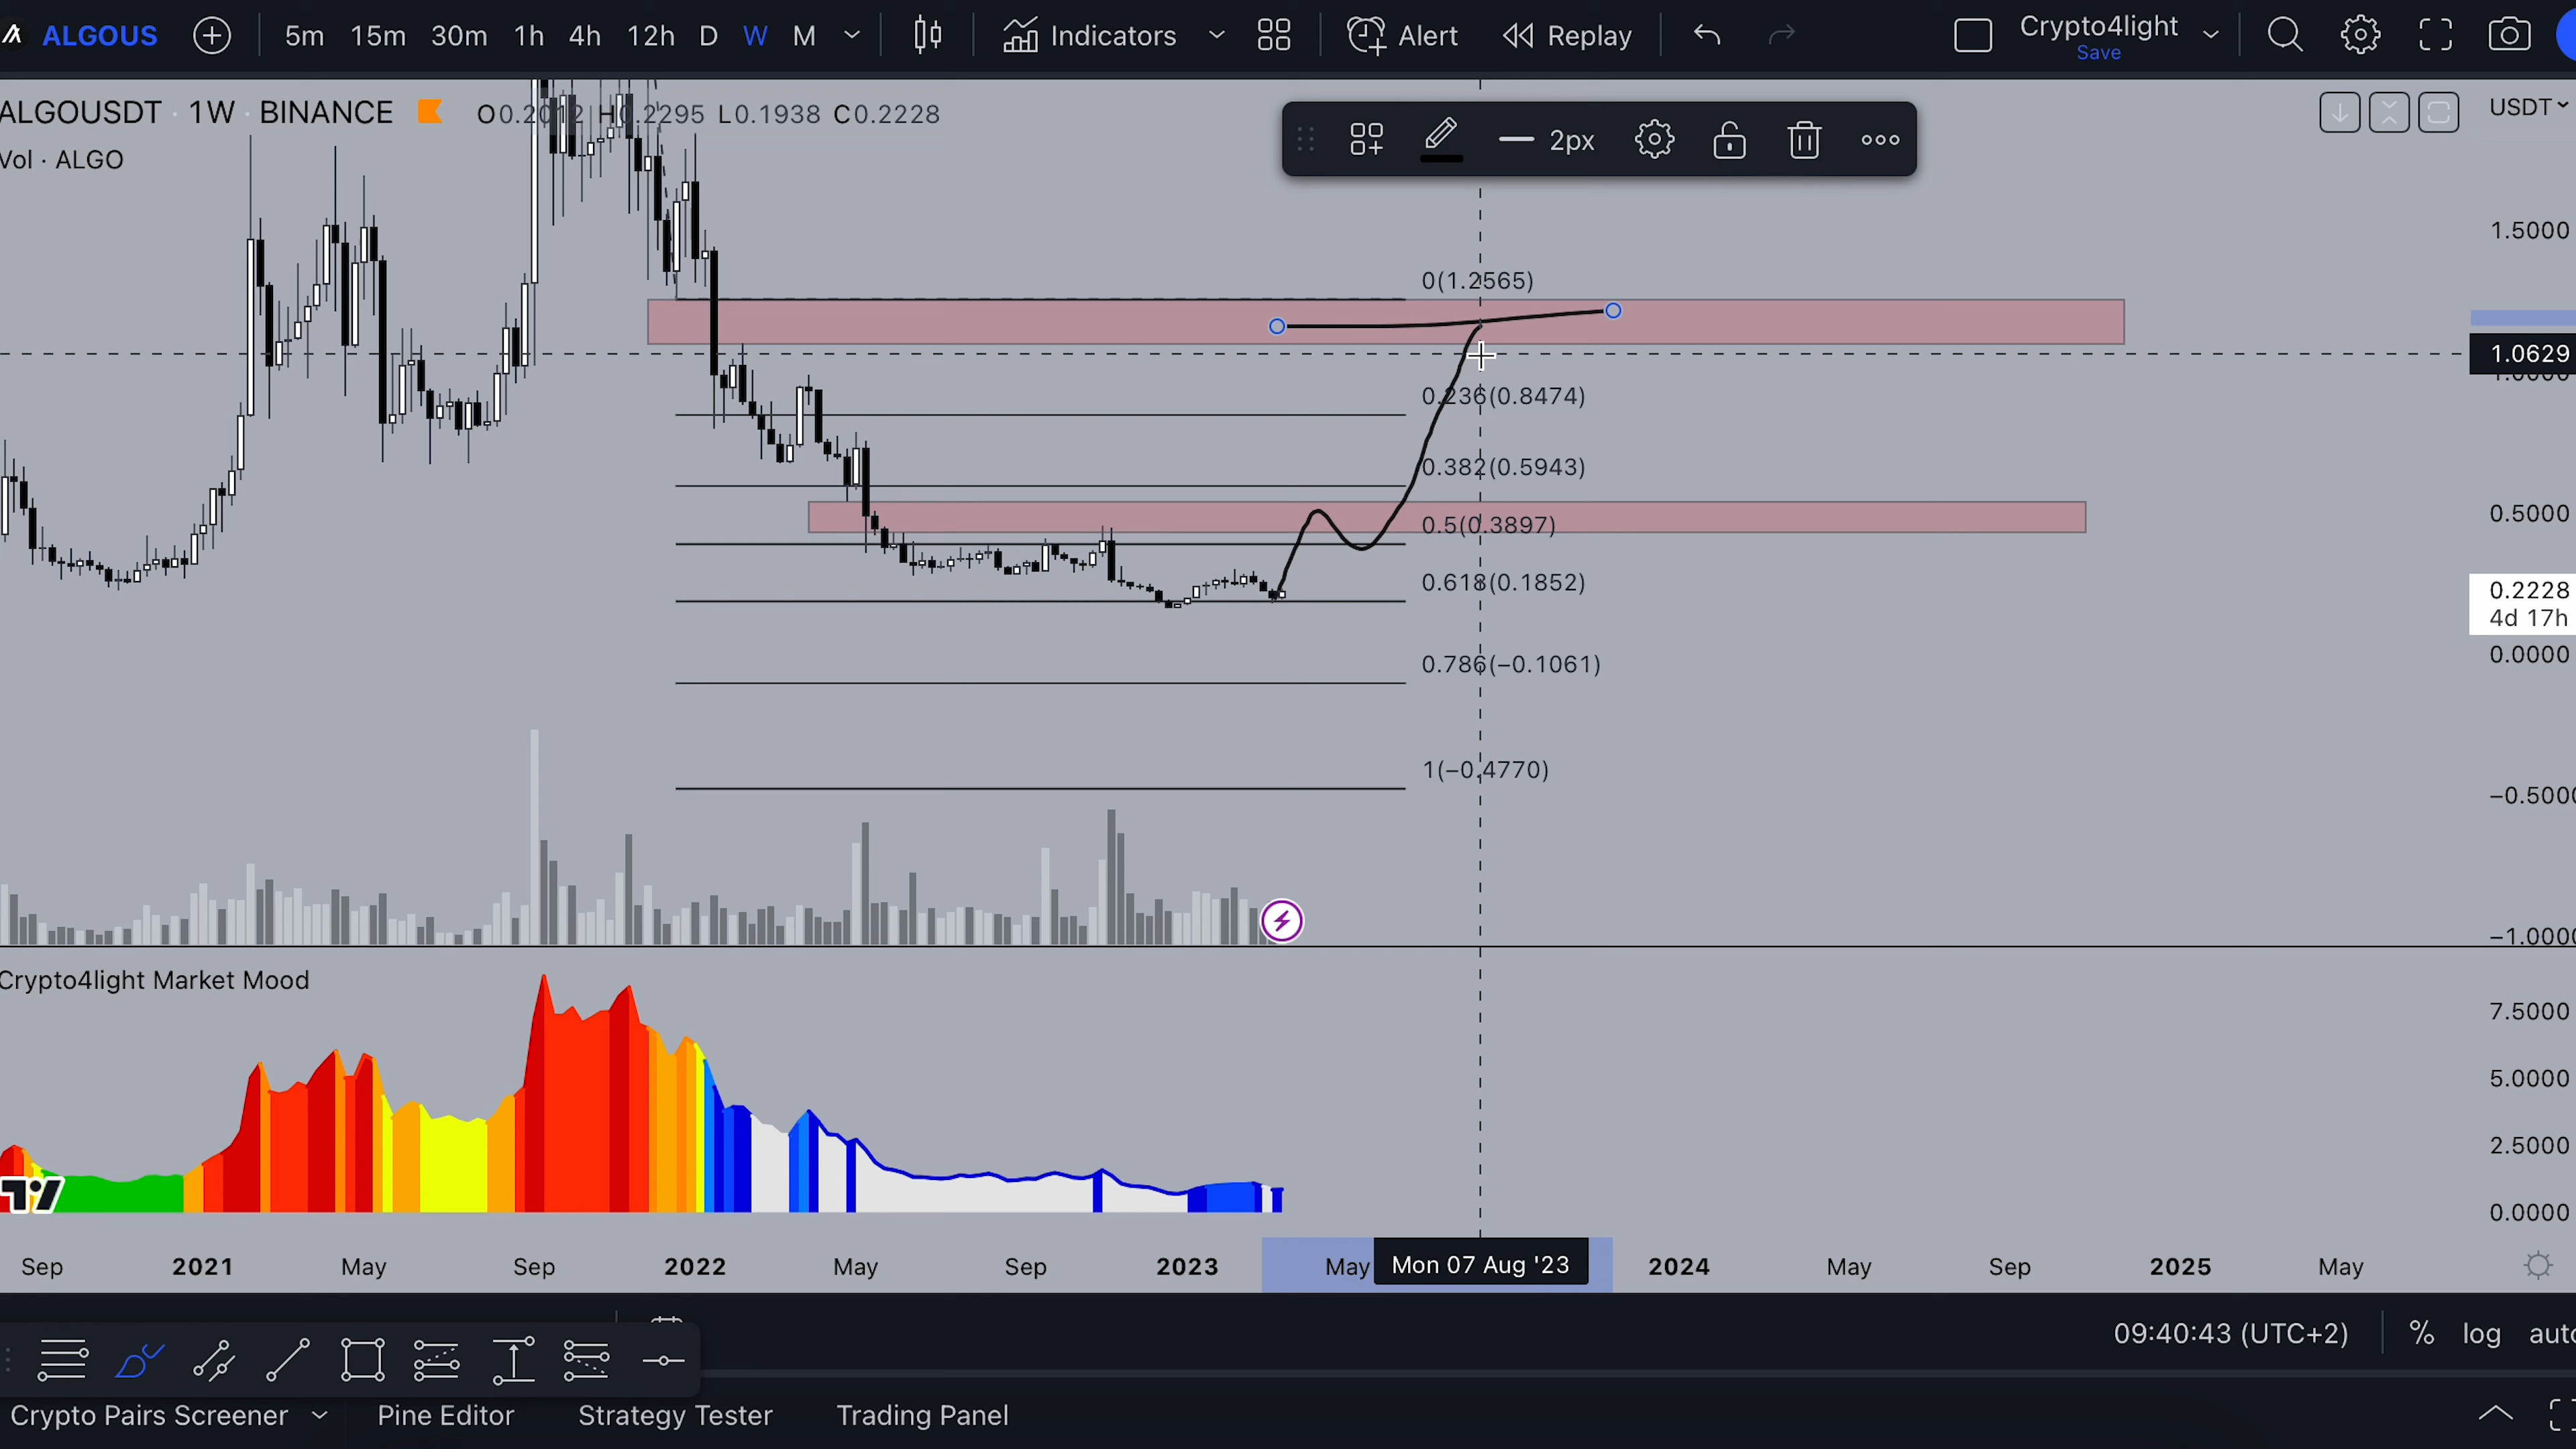 ALGOUS 5m 15m 30m 1h 4h 12h D W M Indicators Alert Replay Crypto4light
Save
ALGOUSDT · 1W · BINANCE O0.2012 H0.2295 L0.1938 C0.2228
USDT
Vol · ALGO
2px
1.5000
0(1.2565)
1.0629
1.0000
0.236(0.8474)
0.382(0.5943)
0.5000
0.5(0.3897)
0.618(0.1852)
0.2228
4d 17h
0.0000
0.786(−0.1061)
1(−0.4770)
−0.5000
−1.0000
Crypto4light Market Mood
7.5000
5.0000
2.5000
0.0000
Sep 2021 May Sep 2022 May Sep 2023 May Mon 07 Aug '23 2024 May Sep 2025 May
09:40:43 (UTC+2) % log auto
Crypto Pairs Screener Pine Editor Strategy Tester Trading Panel